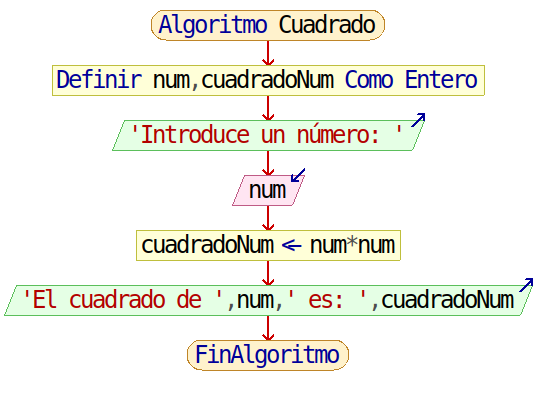 Algoritmo Cuadrado
Definir num,cuadradoNum Como Entero
'Introduce un número: '
num
cuadradoNum <- num*num
'El cuadrado de ',num,' es: ',cuadradoNum
FinAlgoritmo